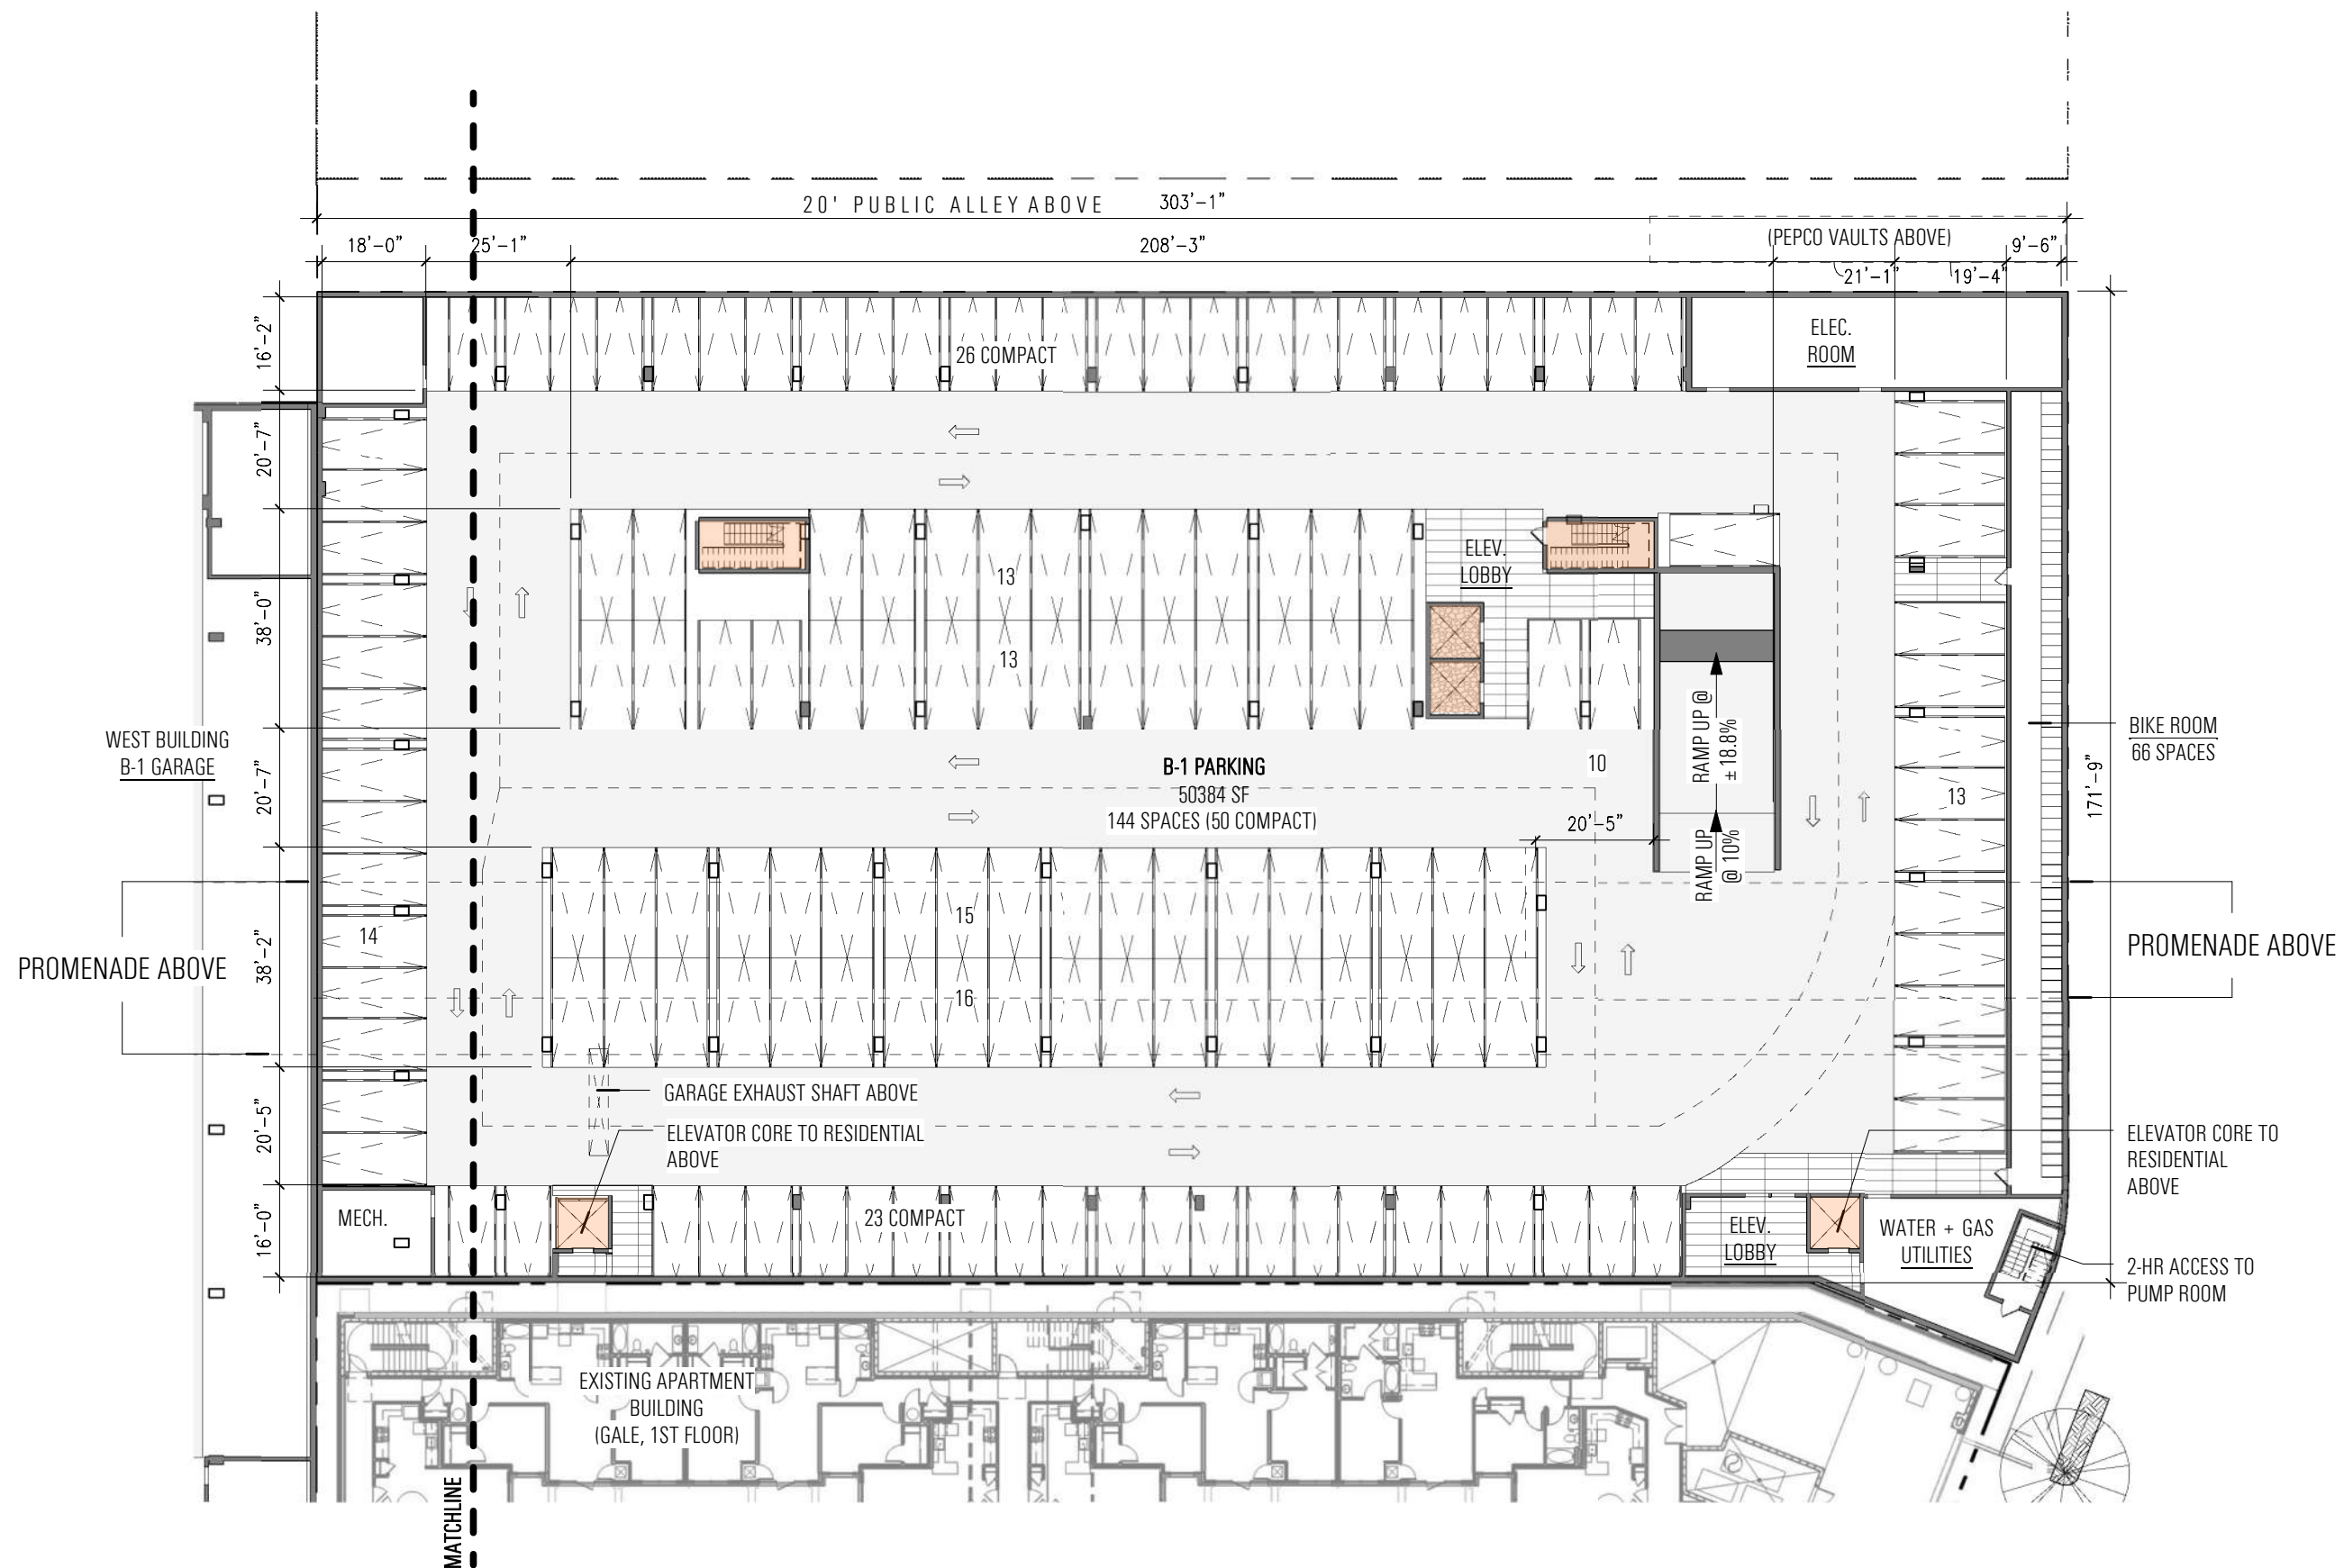 20' PUBLIC ALLEY ABOVE
303'-1"
18'-0"
25'-1"
208'-3"
(PEPCO VAULTS ABOVE)
9'-6"
21'-1"
19'-4"
16'-2"
26 COMPACT
ELEC.
ROOM
20'-7"
ELEV.
LOBBY
13
38'-0"
13
RAMP UP @
± 18.8%
WEST BUILDING
B-1 GARAGE
BIKE ROOM
66 SPACES
20'-7"
B-1 PARKING
50384 SF
144 SPACES (50 COMPACT)
10
13
171'-9"
20'-5"
RAMP UP
@ 10%
15
14
38'-2"
PROMENADE ABOVE
PROMENADE ABOVE
16
GARAGE EXHAUST SHAFT ABOVE
20'-5"
ELEVATOR CORE TO RESIDENTIAL
ABOVE
ELEVATOR CORE TO
RESIDENTIAL
ABOVE
16'-0"
MECH.
23 COMPACT
ELEV.
LOBBY
WATER + GAS
UTILITIES
2-HR ACCESS TO
PUMP ROOM
EXISTING APARTMENT
BUILDING
(GALE, 1ST FLOOR)
MATCHLINE